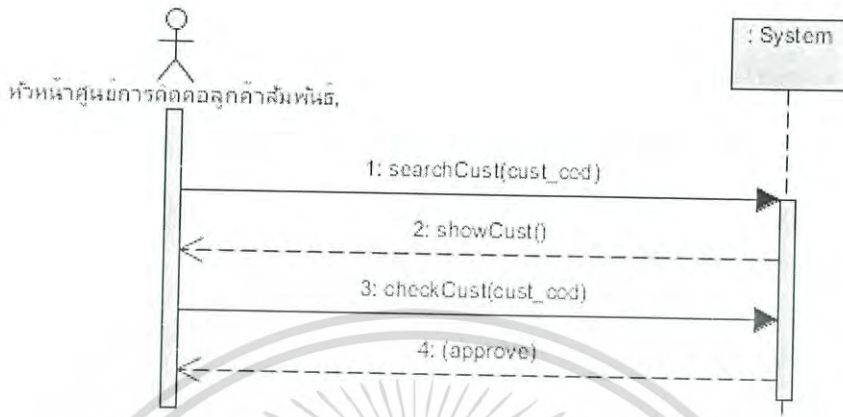 : System
หัวหน้าศูนย์การติดต่อลูกค้าสัมพันธ์,
1: searchCust(cust_cod)
2: showCust()
3: checkCust(cust_cod)
4: (approve)